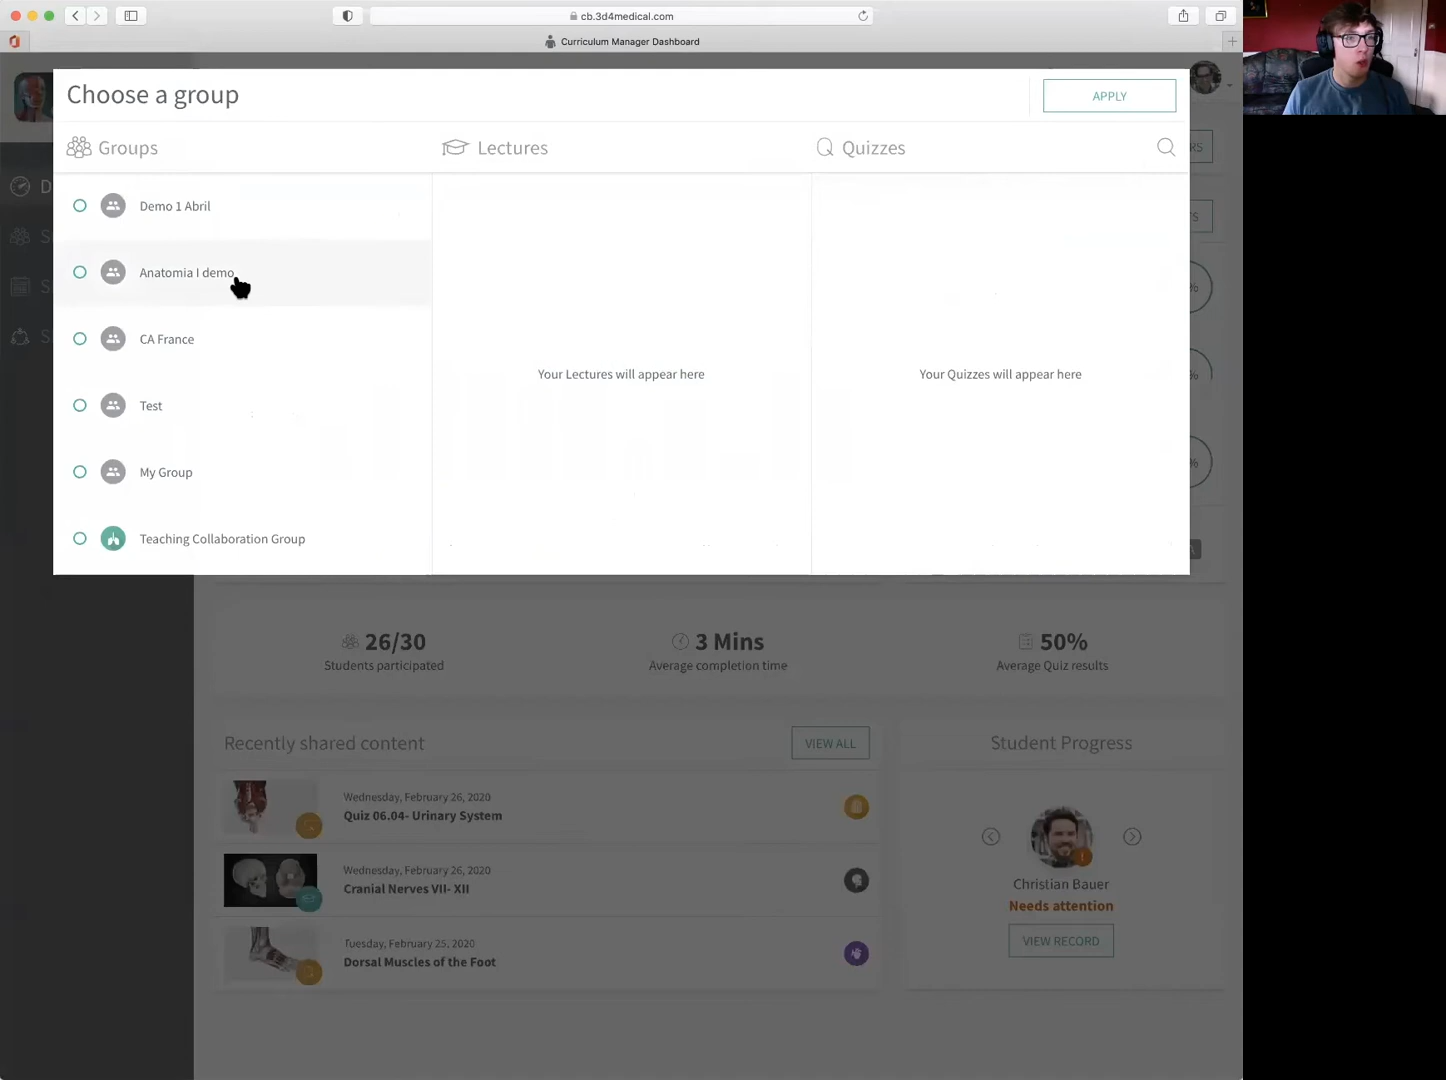 cb.3d4medical.com
Curriculum Manager Dashboard
Choose a group
APPLY
Groups
Lectures
Quizzes
RS
D
Demo 1 Abril
S
TS
Anatomia I demo
S
%
CA France
S
Your Lectures will appear here
Your Quizzes will appear here
%
Test
My Group
%
Teaching Collaboration Group
26/30
Students participated
3 Mins
Average completion time
50%
Average Quiz results
Recently shared content
VIEW ALL
Student Progress
Wednesday, February 26, 2020
Quiz 06.04- Urinary System
Wednesday, February 26, 2020
Cranial Nerves VII- XII
Tuesday, February 25, 2020
Dorsal Muscles of the Foot
Christian Bauer
Needs attention
VIEW RECORD